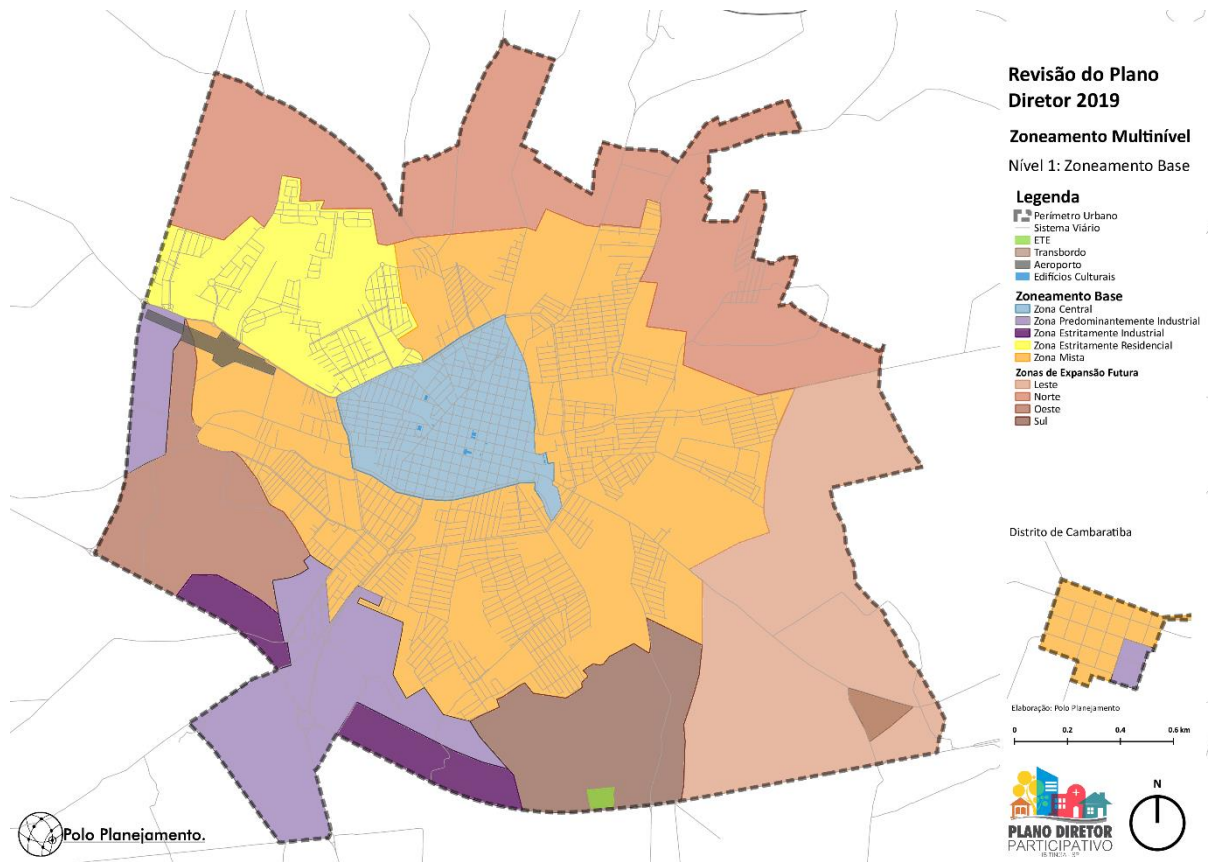 Revisão do Plano
Diretor 2019
Zoneamento Multinível
Nível 1: Zoneamento Base
Legenda
Perímetro Urbano
Sistema Viário
ETE
Transbordo
Aeroporto
Edifícios Culturais
Zoneamento Base
Zona Central
Zona Predominantemente Industrial
Zona Estritamente Industrial
Zona Estritamente Residencial
Zona Mista
Zonas de Expansão Futura
Leste
Norte
Oeste
Sul
Distrito de Cambaratiba
Elaboração: Polo Planejamento
0 0.2 0.4 0.6 km
N
PLANO DIRETOR
PARTICIPATIVO
IBITINGA - SP
Polo Planejamento.